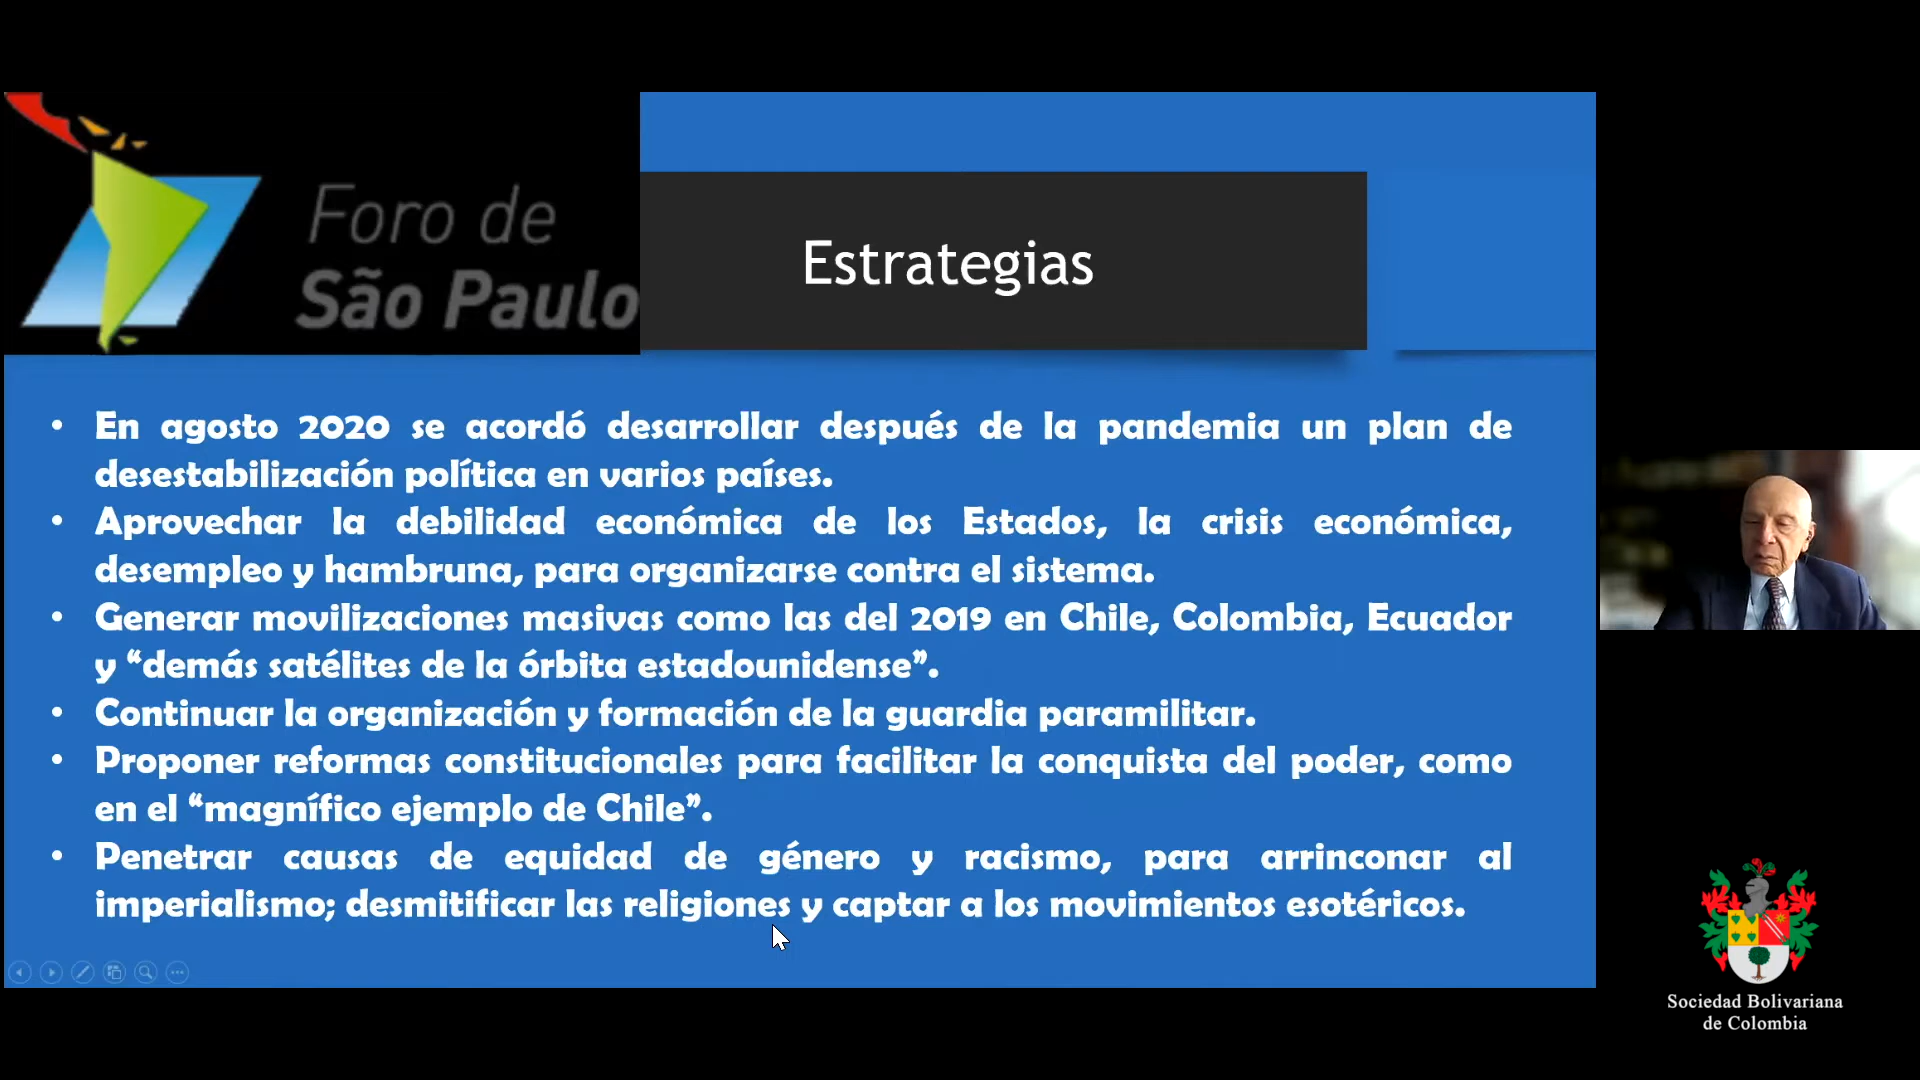 Foro de
São Paulo
Estrategias
• En agosto 2020 se acordó desarrollar después de la pandemia un plan de
desestabilización política en varios países.
• Aprovechar la debilidad económica de los Estados, la crisis económica,
desempleo y hambruna, para organizarse contra el sistema.
• Generar movilizaciones masivas como las del 2019 en Chile, Colombia, Ecuador
y “demás satélites de la órbita estadounidense”.
• Continuar la organización y formación de la guardia paramilitar.
• Proponer reformas constitucionales para facilitar la conquista del poder, como
en el “magnífico ejemplo de Chile”.
• Penetrar causas de equidad de género y racismo, para arrinconar al
imperialismo; desmitificar las religiones y captar a los movimientos esotéricos.
Sociedad Bolivariana
de Colombia